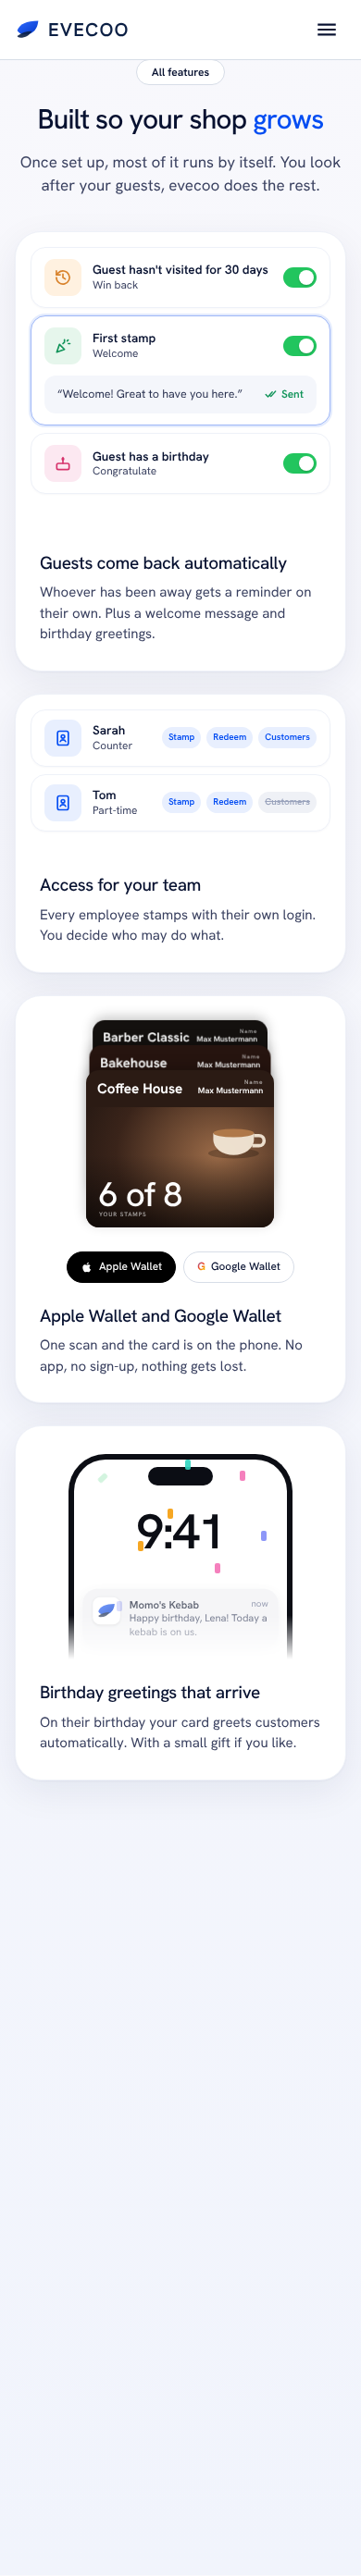 EVECOO
All features
Built so your shop grows
Once set up, most of it runs by itself. You look
after your guests, evecoo does the rest.
Guest hasn't visited for 30 days
Win back
First stamp
Welcome
“Welcome! Great to have you here.”
Sent
Guest has a birthday
Congratulate
Guests come back automatically
Whoever has been away gets a reminder on
their own. Plus a welcome message and
birthday greetings.
Sarah
Counter
Stamp Redeem Customers
Tom
Part-time
Stamp Redeem Customers
Access for your team
Every employee stamps with their own login.
You decide who may do what.
Barber Classic
Name
Max Mustermann
Bakehouse
Name
Max Mustermann
Coffee House
Name
Max Mustermann
6 of 8
YOUR STAMPS
Apple Wallet
G Google Wallet
Apple Wallet and Google Wallet
One scan and the card is on the phone. No
app, no sign-up, nothing gets lost.
9:41
Momo's Kebab now
Happy birthday, Lena! Today a
kebab is on us.
Birthday greetings that arrive
On their birthday your card greets customers
automatically. With a small gift if you like.